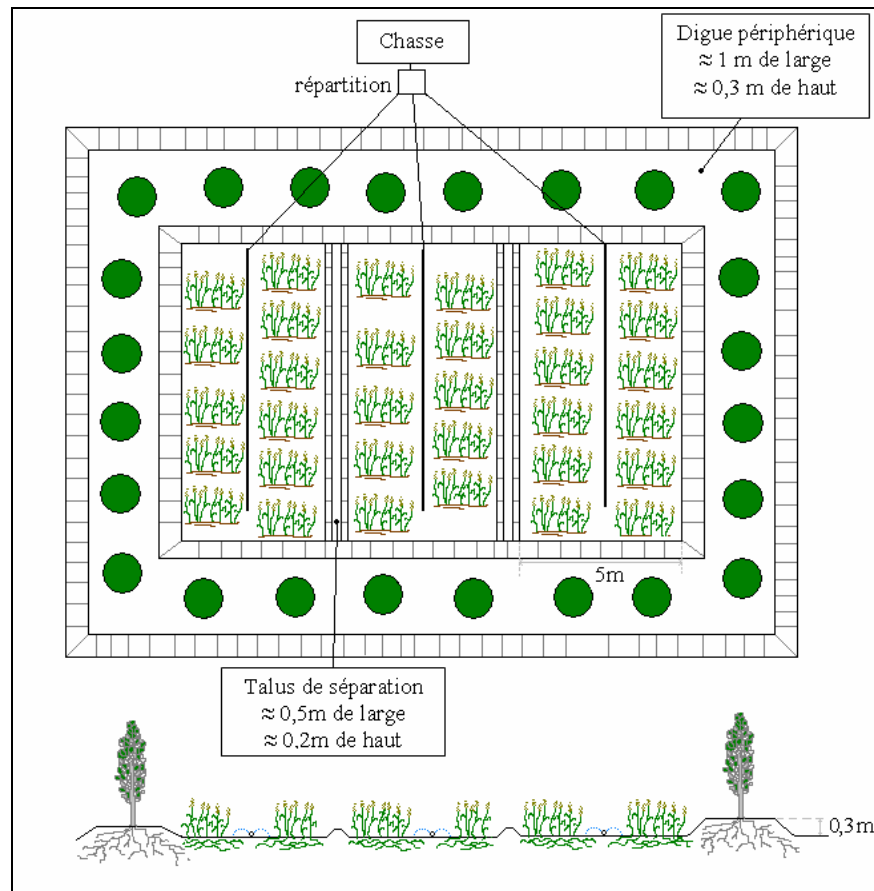 Chasse
répartition
Digue périphérique
≈ 1 m de large
≈ 0,3 m de haut
5m
Talus de séparation
≈ 0,5m de large
≈ 0,2m de haut
0,3m